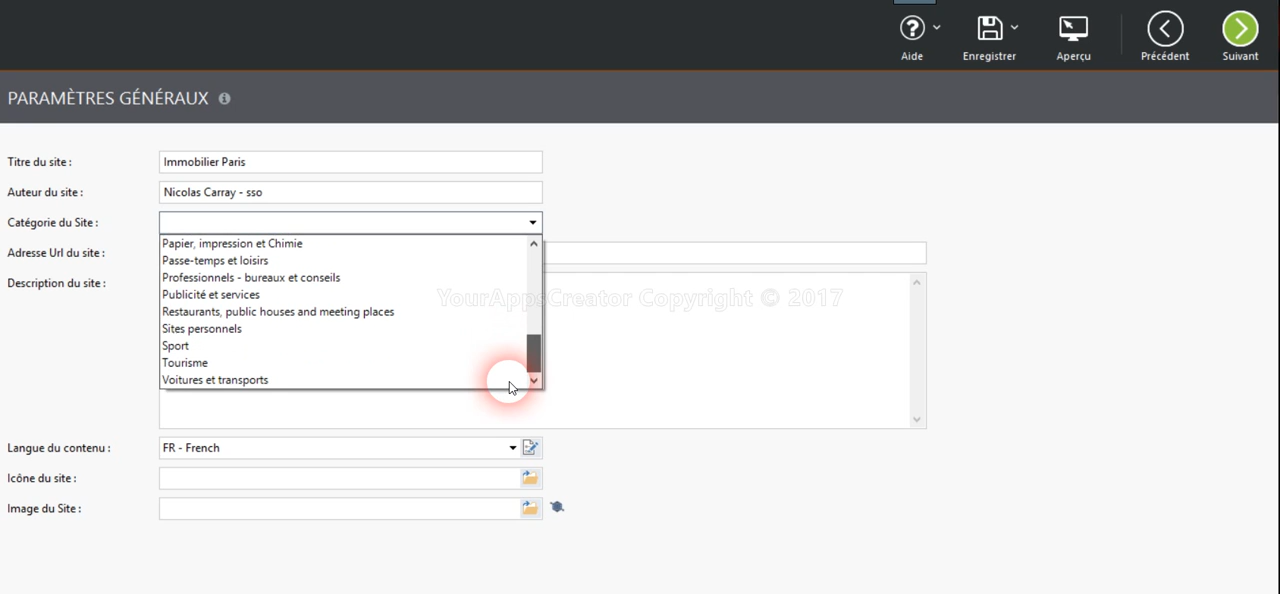 Aide
Enregistrer
Aperçu
Précédent
Suivant
PARAMÈTRES GÉNÉRAUX
Titre du site :
Immobilier Paris
Auteur du site :
Nicolas Carray - sso
Catégorie du Site :
Papier, impression et Chimie
Passe-temps et loisirs
Professionnels - bureaux et conseils
Publicité et services
Restaurants, public houses and meeting places
Sites personnels
Sport
Tourisme
Voitures et transports
Adresse Url du site :
Description du site :
YourAppsCreator Copyright © 2017
Langue du contenu :
FR - French
Icône du site :
Image du Site :